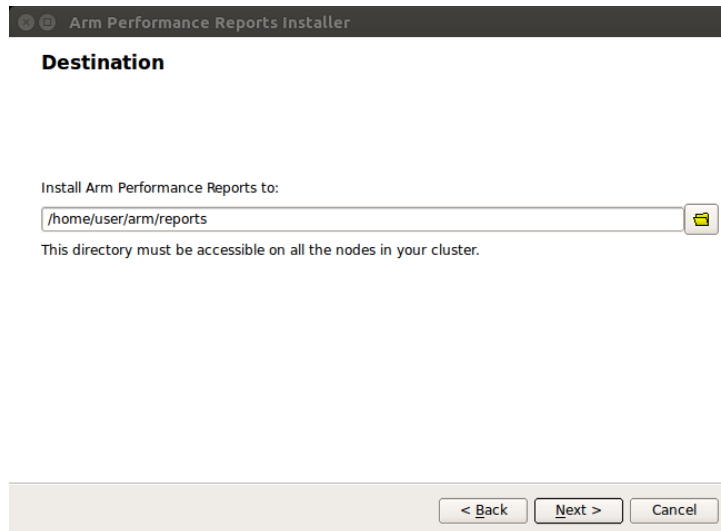 Arm Performance Reports Installer
Destination
Install Arm Performance Reports to:
/home/user/arm/reports
This directory must be accessible on all the nodes in your cluster.
< Back Next > Cancel